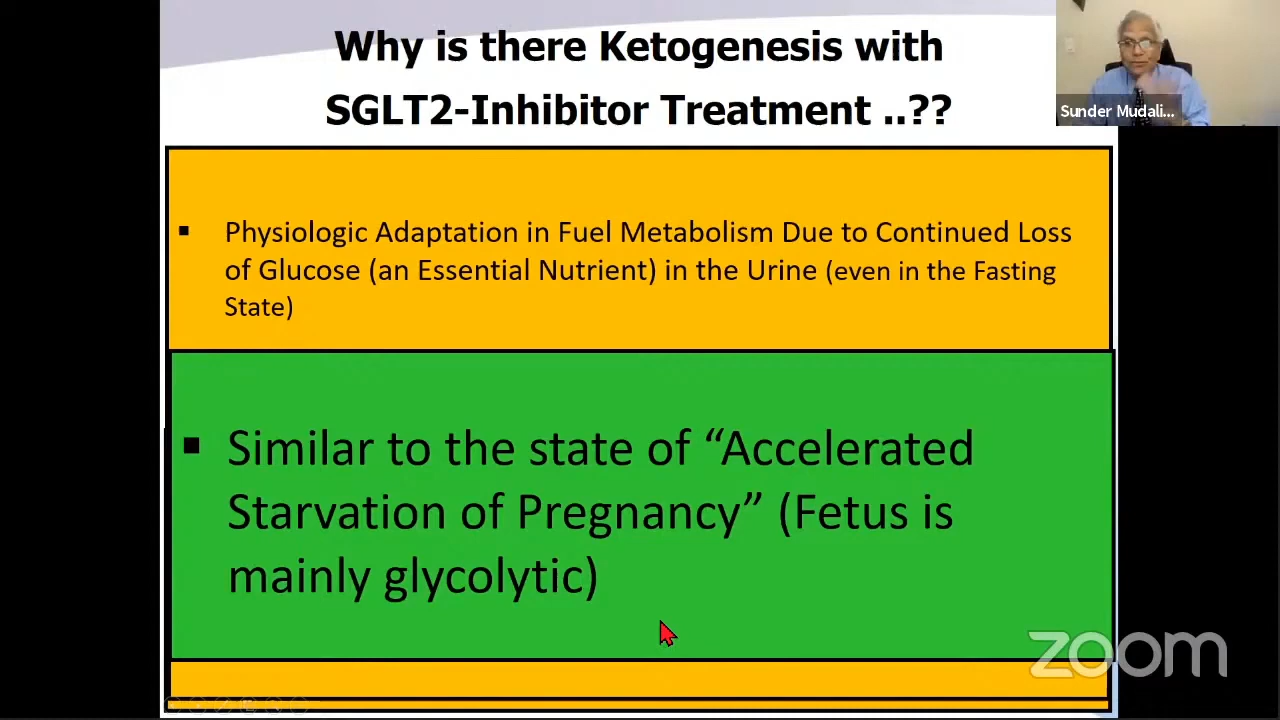 Why is there Ketogenesis with
SGLT2-Inhibitor Treatment ..??
Sunder Mudali...
▪ Physiologic Adaptation in Fuel Metabolism Due to Continued Loss
of Glucose (an Essential Nutrient) in the Urine (even in the Fasting
State)
▪ Similar to the state of “Accelerated
Starvation of Pregnancy” (Fetus is
mainly glycolytic)
zoom